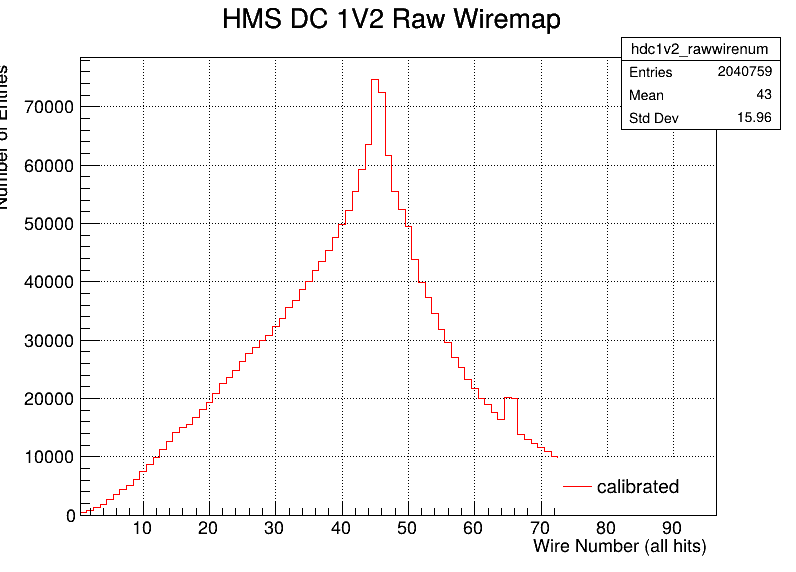 HMS DC 1V2 Raw Wiremap
hdc1v2_rawwirenum
Entries 2040759
Mean 43
Std Dev 15.96
Number of Entries
70000
60000
50000
40000
30000
20000
10000
0
calibrated
10 20 30 40 50 60 70 80 90
Wire Number (all hits)